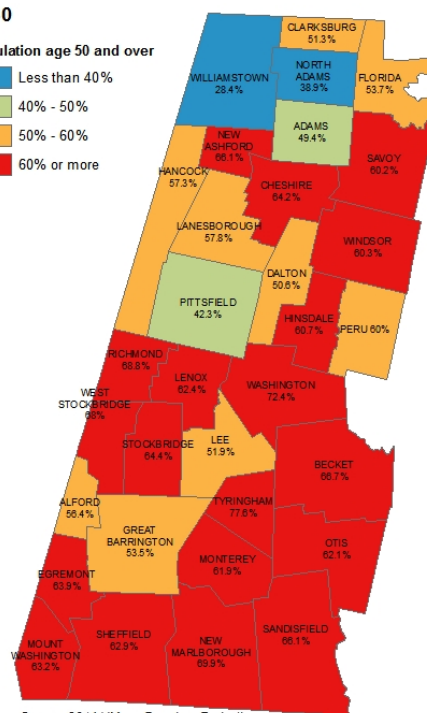 0
ulation age 50 and over
Less than 40%
40% - 50%
50% - 60%
60% or more
CLARKSBURG
51.3%
WILLIAMSTOWN
28.4%
NORTH
ADAMS
38.9%
FLORIDA
53.7%
ADAMS
49.4%
NEW
ASHFORD
66.1%
SAVOY
60.2%
HANCOCK
57.3%
CHESHIRE
64.2%
LANESBOROUGH
57.8%
WINDSOR
60.3%
DALTON
50.6%
PITTSFIELD
42.3%
HINSDALE
60.7%
PERU 60%
RICHMOND
68.8%
LENOX
62.4%
WASHINGTON
72.4%
WEST
STOCKBRIDGE
68%
STOCKBRIDGE
64.4%
LEE
51.9%
BECKET
66.7%
ALFORD
56.4%
TYRINGHAM
77.6%
GREAT
BARRINGTON
53.5%
OTIS
62.1%
MONTEREY
61.9%
EGREMONT
63.9%
SHEFFIELD
62.9%
NEW
MARLBOROUGH
69.9%
SANDISFIELD
66.1%
MOUNT
WASHINGTON
63.2%